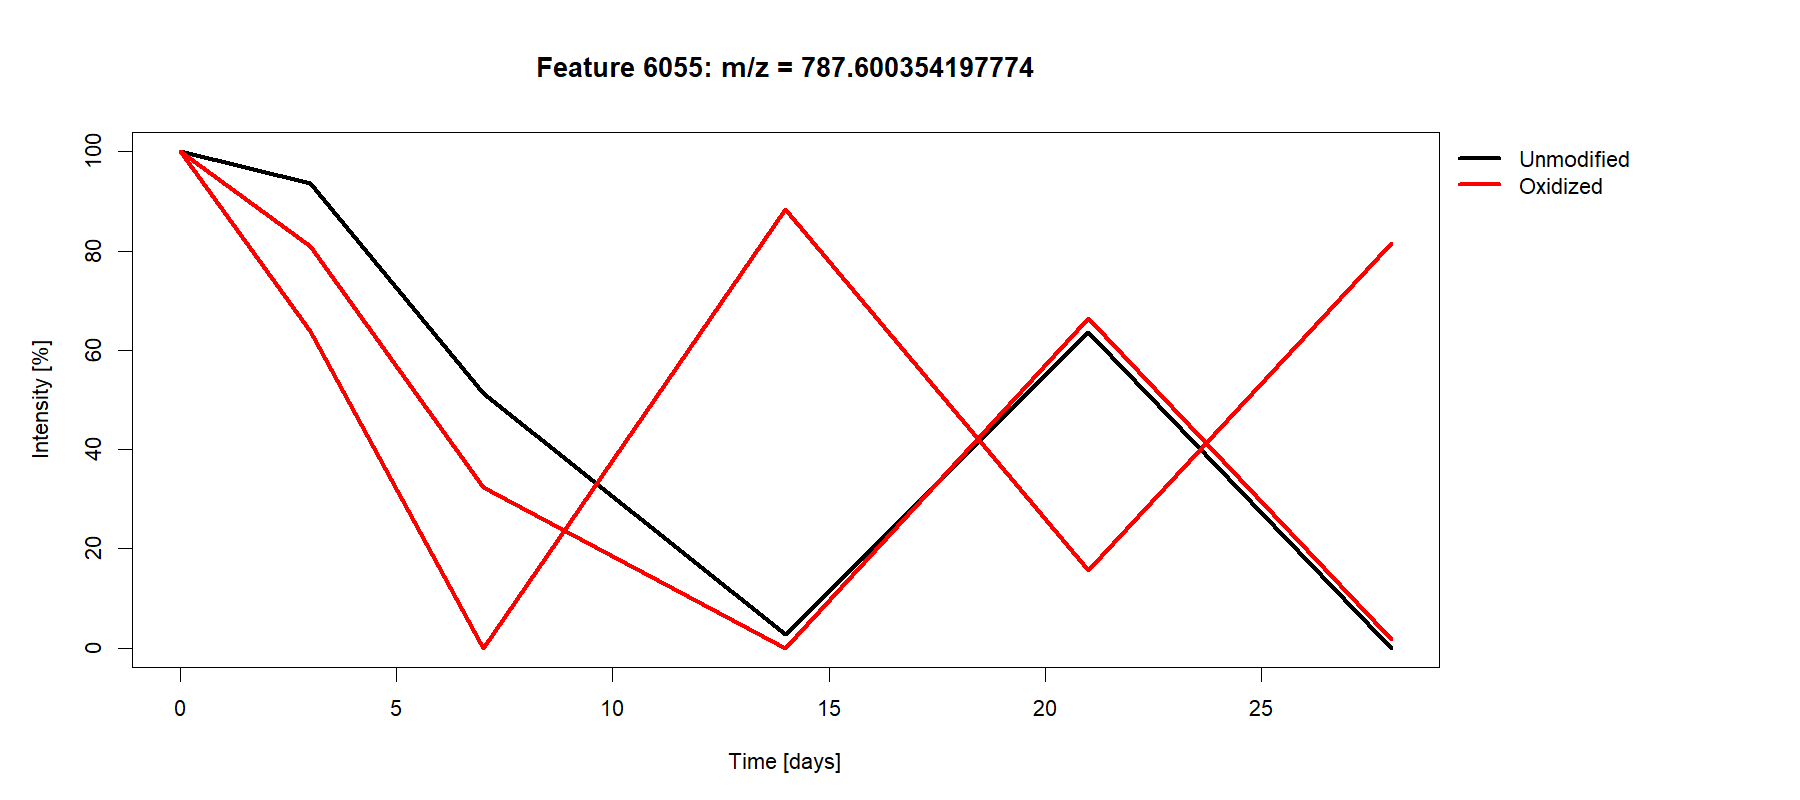 Feature 6055: m/z = 787.600354197774
Unmodified
Oxidized
Intensity [%]
100
80
60
40
20
0
0 5 10 15 20 25
Time [days]